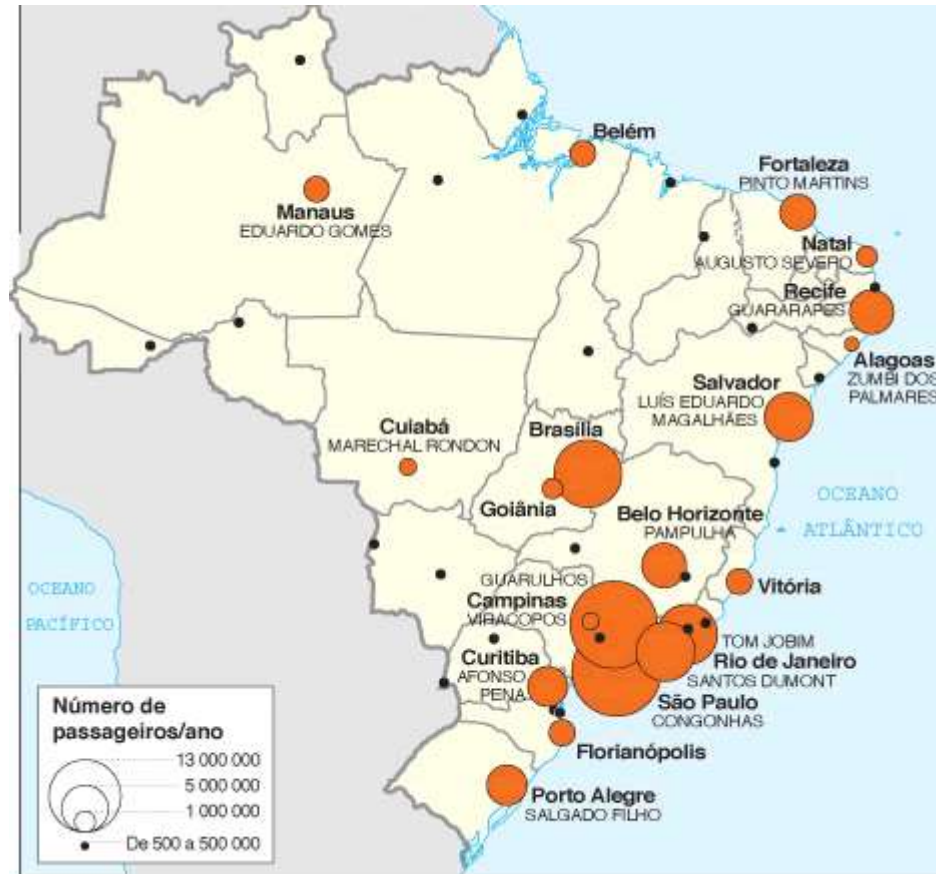 Belém
Fortaleza
PINTO MARTINS
Manaus
EDUARDO GOMES
Natal
AUGUSTO SEVERO
Recife
GUARARAPES
Alagoas
ZUMBI DOS
PALMARES
Salvador
LUÍS EDUARDO
MAGALHÃES
Cuiabá
MARECHAL RONDON
Brasília
Goiânia
Belo Horizonte
PAMPULHA
OCEANO
ATLÂNTICO
GUARULHOS
Campinas
VIRACOPOS
Vitória
OCEANO
PACÍFICO
TOM JOBIM
Rio de Janeiro
SANTOS DUMONT
Curitiba
AFONSO
PENA
São Paulo
CONGONHAS
Florianópolis
Porto Alegre
SALGADO FILHO
Número de
passageiros/ano
13 000 000
5 000 000
1 000 000
De 500 a 500 000